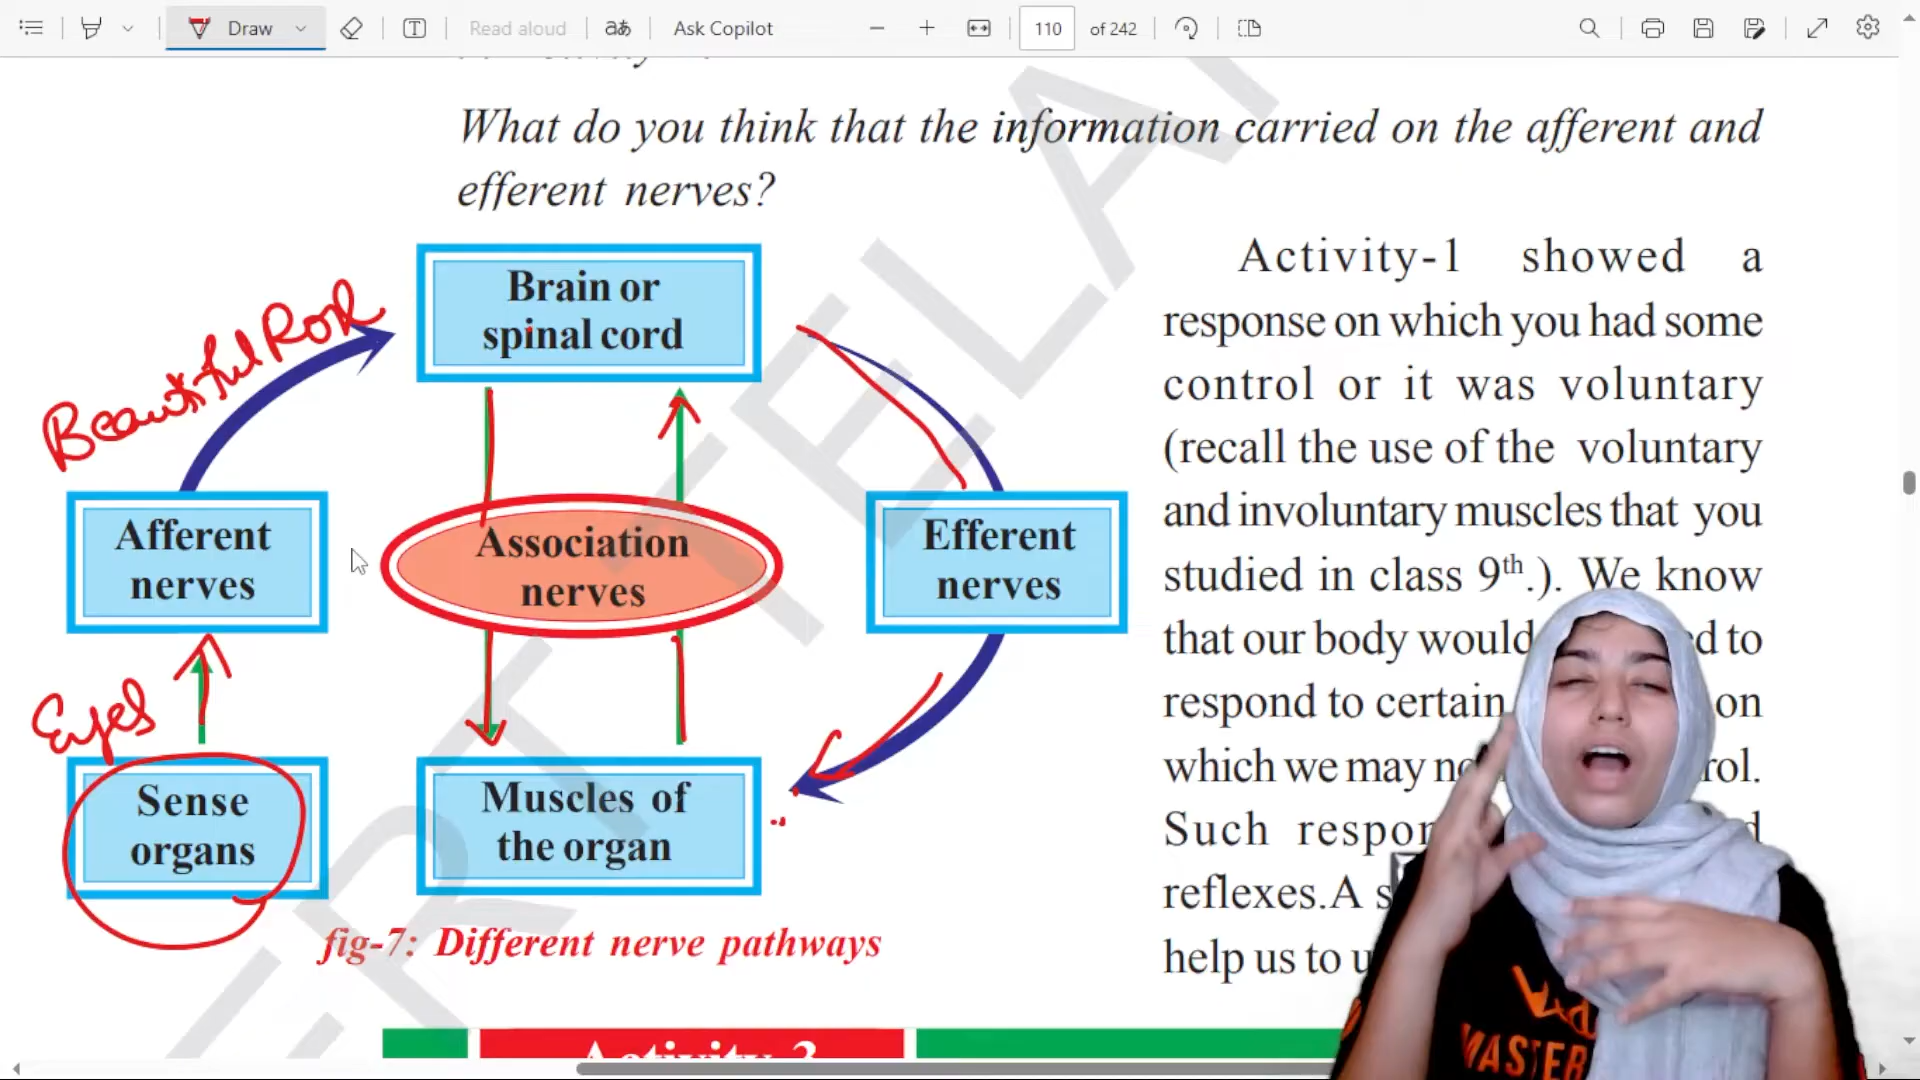 Draw
Read aloud
Ask Copilot
110
of 242
What do you think that the information carried on the afferent and
efferent nerves?
Brain or
spinal cord
Beautiful
Afferent
nerves
Association
nerves
Efferent
nerves
Eyes
Sense
organs
Muscles of
the organ
fig-7: Different nerve pathways
Activity-1 showed a
response on which you had some
control or it was voluntary
(recall the use of the voluntary
and involuntary muscles that you
studied in class 9th.). We know
that our body would to
respond to certain on
which we may
Such
reflexes.A
help us to
MASTER